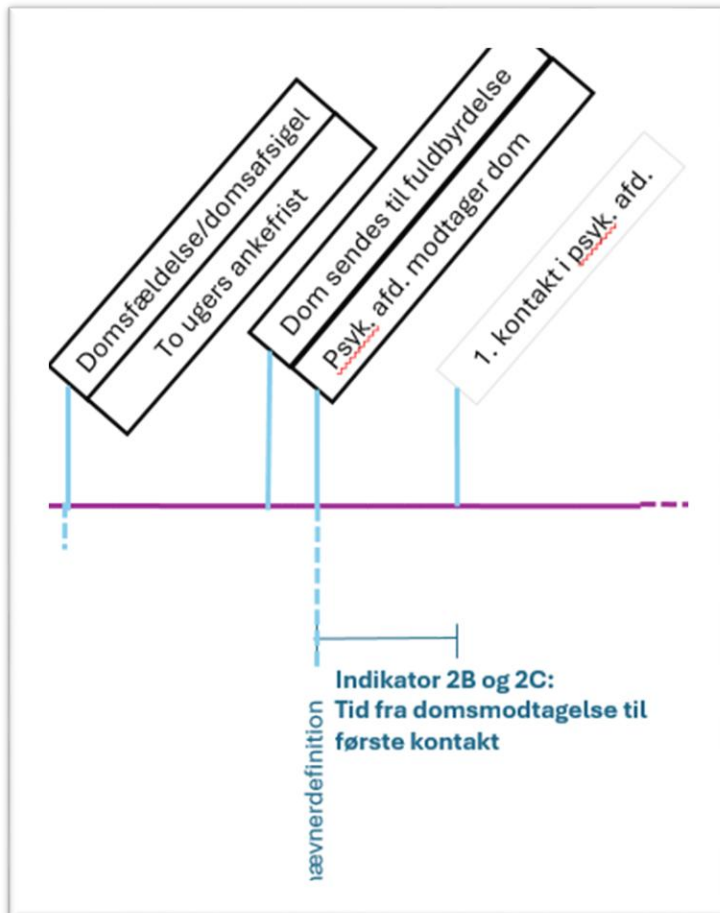 Domsfældelse/domsafsigel
To ugers ankefrist
Dom sendes til fuldbyrdelse
Psyk. afd. modtager dom
1. kontakt i psyk. afd.
Indikator 2B og 2C:
Tid fra domsmodtagelse til
første kontakt
ævnerdefinition